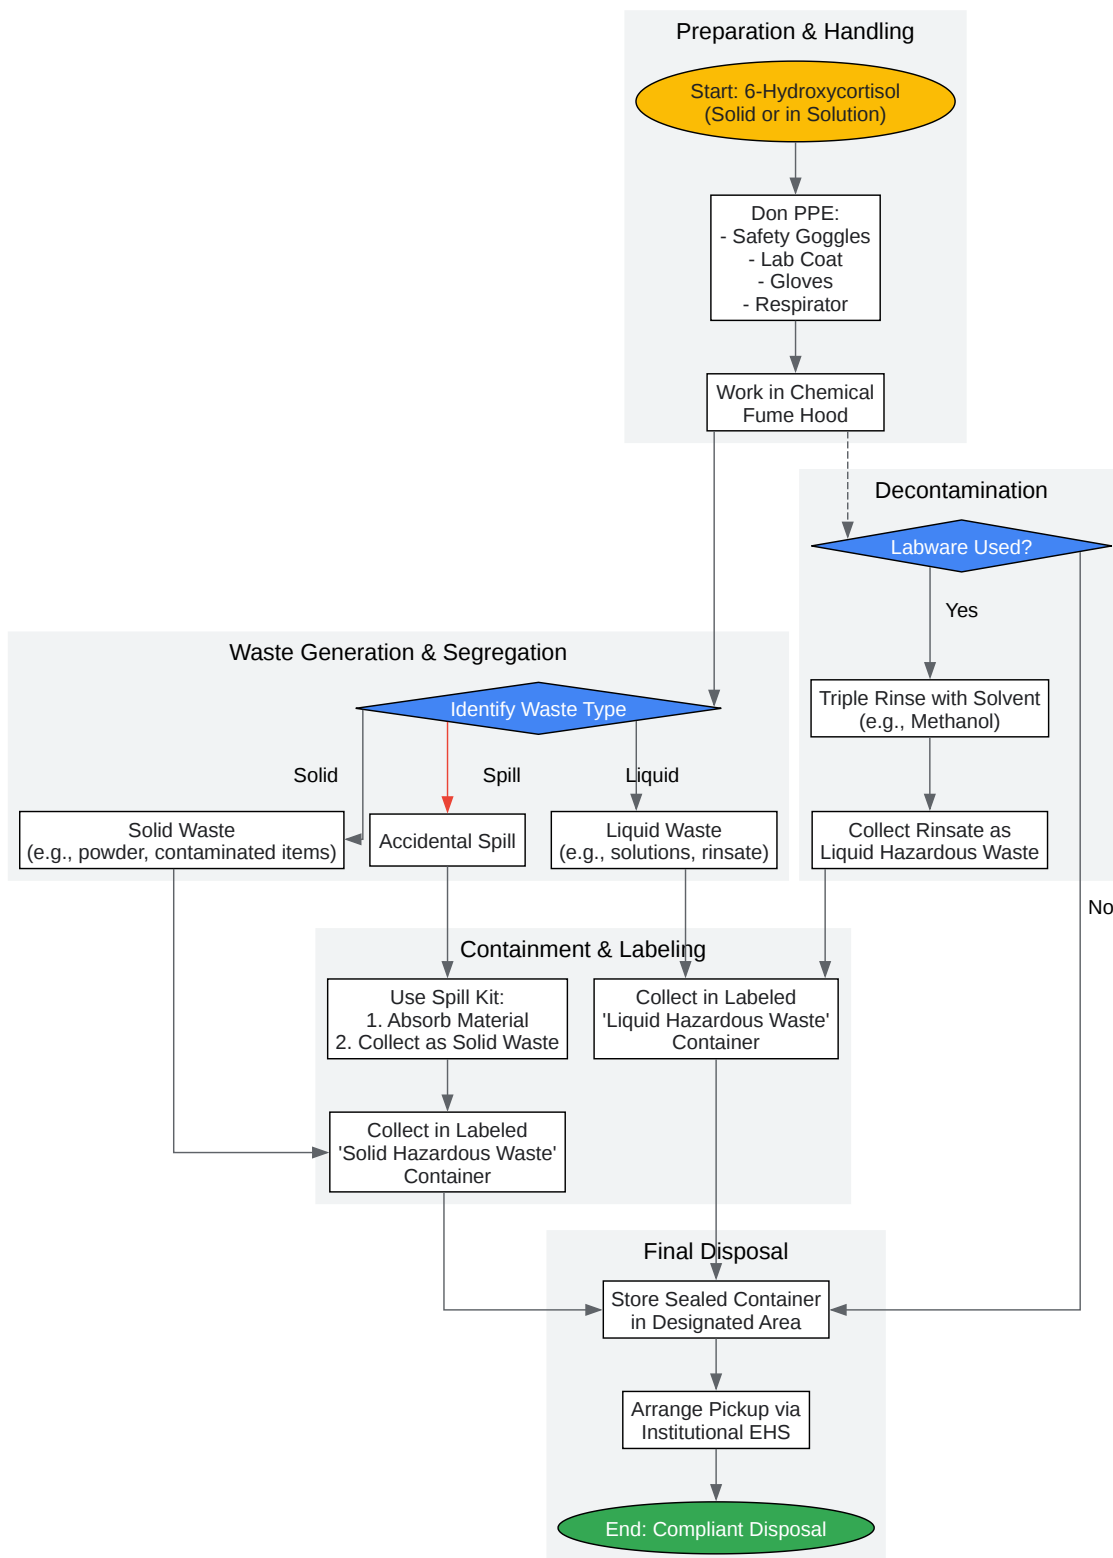 Preparation & Handling
Start: 6-Hydroxycortisol
(Solid or in Solution)
Don PPE:
- Safety Goggles
- Lab Coat
- Gloves
- Respirator
Work in Chemical
Fume Hood
Decontamination
Labware Used?
Yes
Triple Rinse with Solvent
(e.g., Methanol)
Collect Rinsate as
Liquid Hazardous Waste
No
Waste Generation & Segregation
Identify Waste Type
Solid
Spill
Liquid
Solid Waste
(e.g., powder, contaminated items)
Accidental Spill
Liquid Waste
(e.g., solutions, rinsate)
Containment & Labeling
Use Spill Kit:
1. Absorb Material
2. Collect as Solid Waste
Collect in Labeled
'Liquid Hazardous Waste'
Container
Collect in Labeled
'Solid Hazardous Waste'
Container
Final Disposal
Store Sealed Container
in Designated Area
Arrange Pickup via
Institutional EHS
End: Compliant Disposal